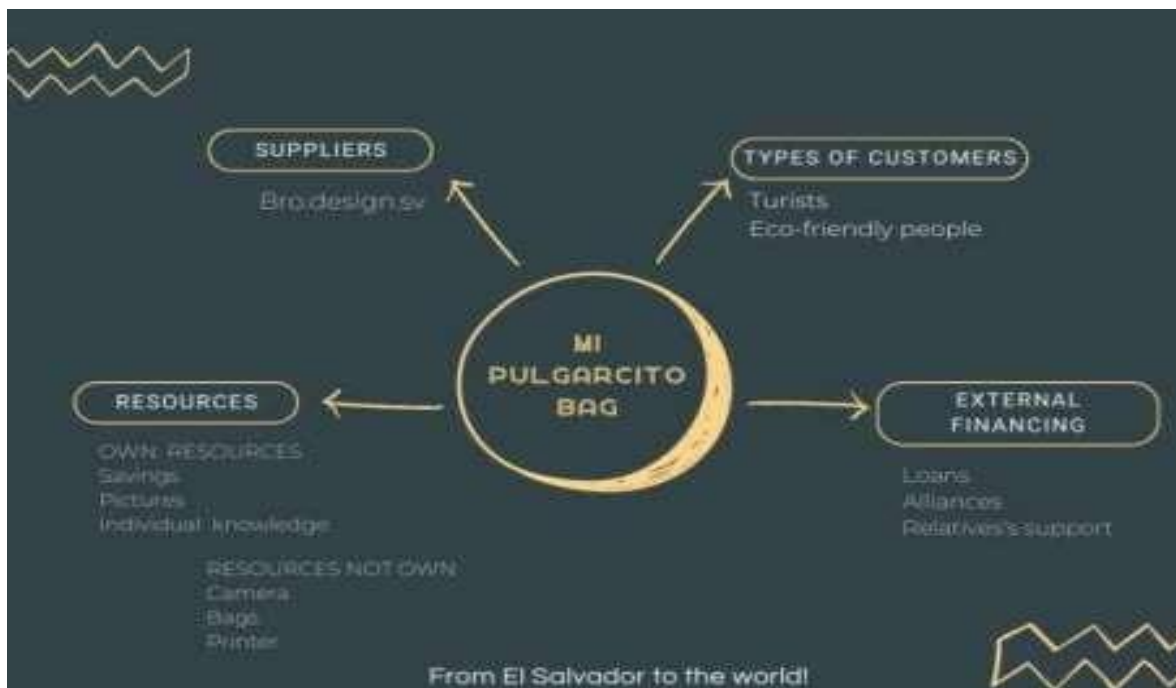 SUPPLIERS
Bro.design.sv
TYPES OF CUSTOMERS
Turists
Eco-friendly people
MI
PULGARCITO
BAG
RESOURCES
OWN RESOURCES
Savings
Pictures
Individual knowledge
RESOURCES NOT OWN
Camera
Bags
Printer
EXTERNAL
FINANCING
Loans
Alliances
Relatives's support
From El Salvador to the world!